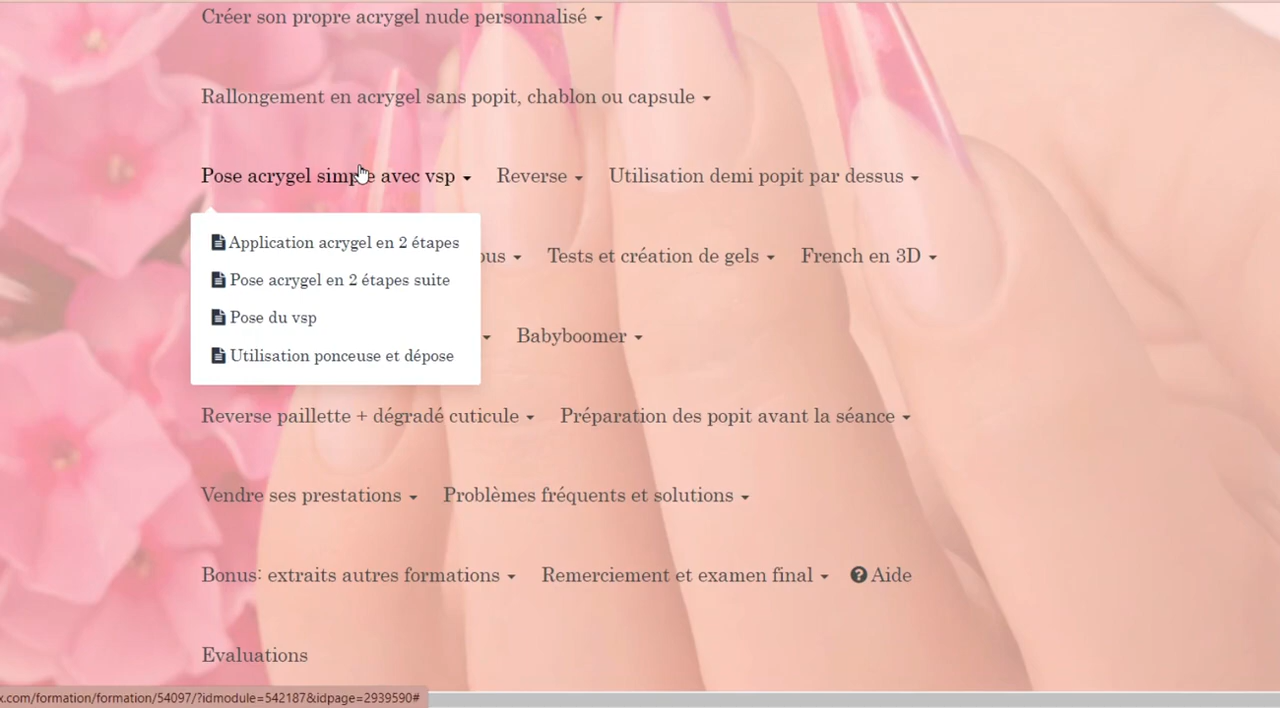 Créer son propre acrygel nude personnalisé
Rallongement en acrygel sans popit, chablon ou capsule
Pose acrygel simple avec vsp Reverse Utilisation demi popit par dessus
Application acrygel en 2 étapes
Pose acrygel en 2 étapes suite
Pose du vsp
Utilisation ponceuse et dépose
Tests et création de gels French en 3D
Babyboomer
Reverse paillette + dégradé cuticule Préparation des popit avant la séance
Vendre ses prestations Problèmes fréquents et solutions
Bonus: extraits autres formations Remerciement et examen final Aide
Evaluations
x.com/formation/formation/54097/?idmodule=542187&idpage=2939590#